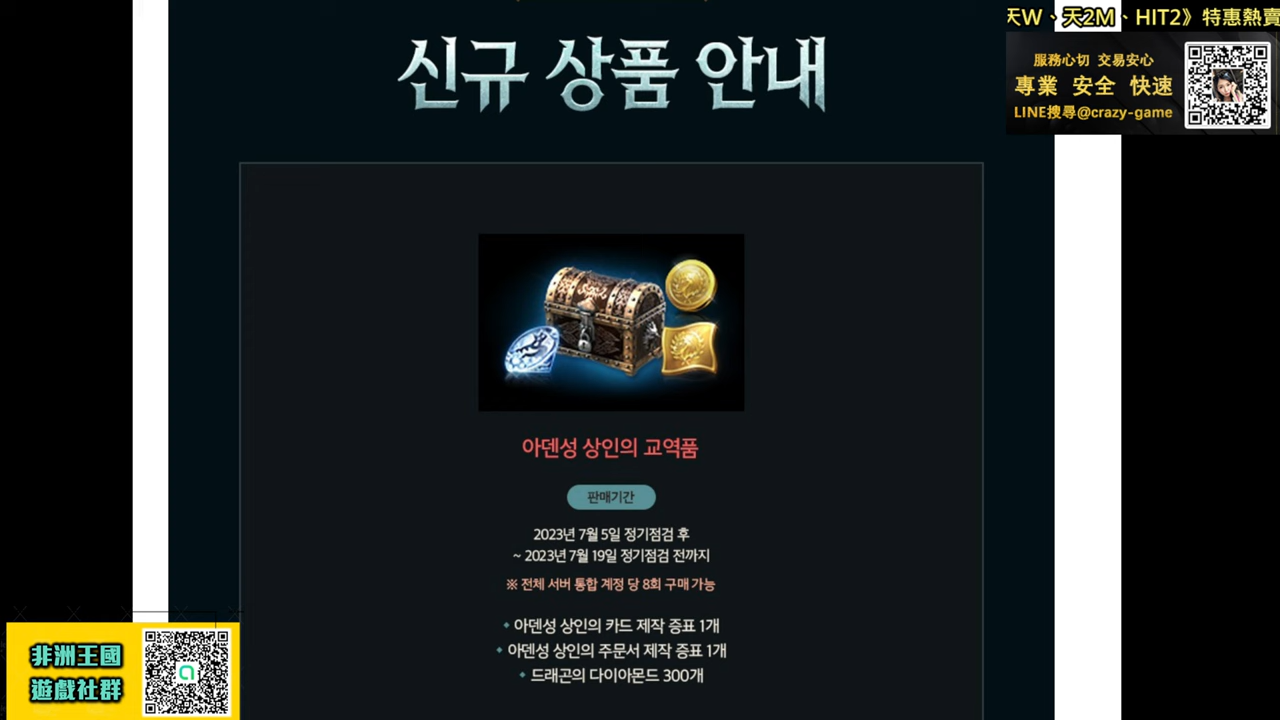 신규 상품 안내
天W、天2M、HIT2》特惠熱賣
服務心切 交易安心
專業 安全 快速
LINE搜尋@crazy-game
아덴성 상인의 교역품
판매기간
2023년 7월 5일 정기점검 후
~ 2023년 7월 19일 정기점검 전까지
※ 전체 서버 통합 계정 당 8회 구매 가능
아덴성 상인의 카드 제작 증표 1개
아덴성 상인의 주문서 제작 증표 1개
드래곤의 다이아몬드 300개
非洲王國
遊戲社群